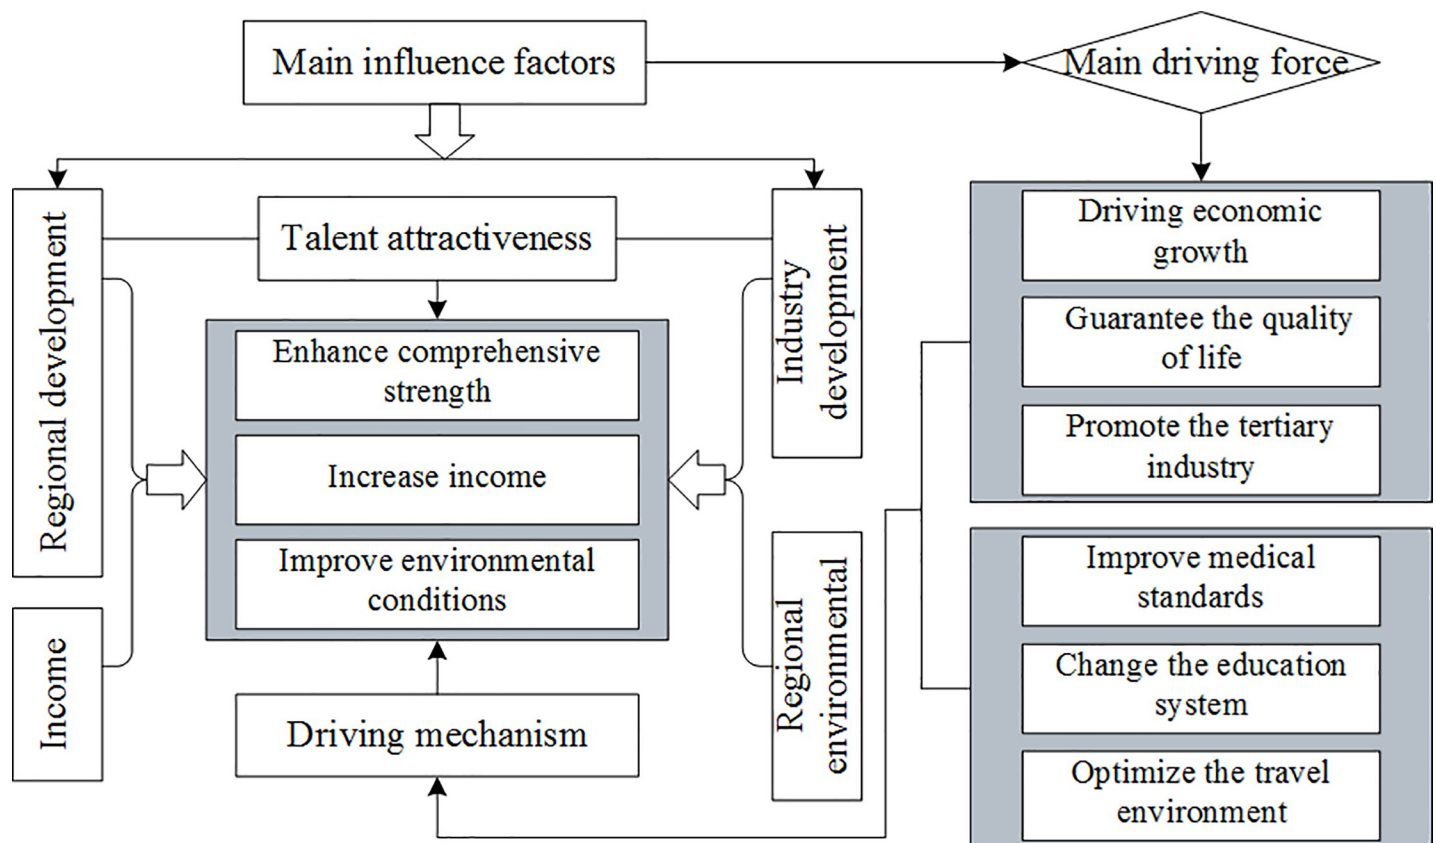 Main influence factors
Main driving force
Regional development
Talent attractiveness
Industry
development
Enhance comprehensive
strength
Increase income
Improve environmental
conditions
Income
Regional
environmental
Driving mechanism
Driving economic
growth
Guarantee the quality
of life
Promote the tertiary
industry
Improve medical
standards
Change the education
system
Optimize the travel
environment